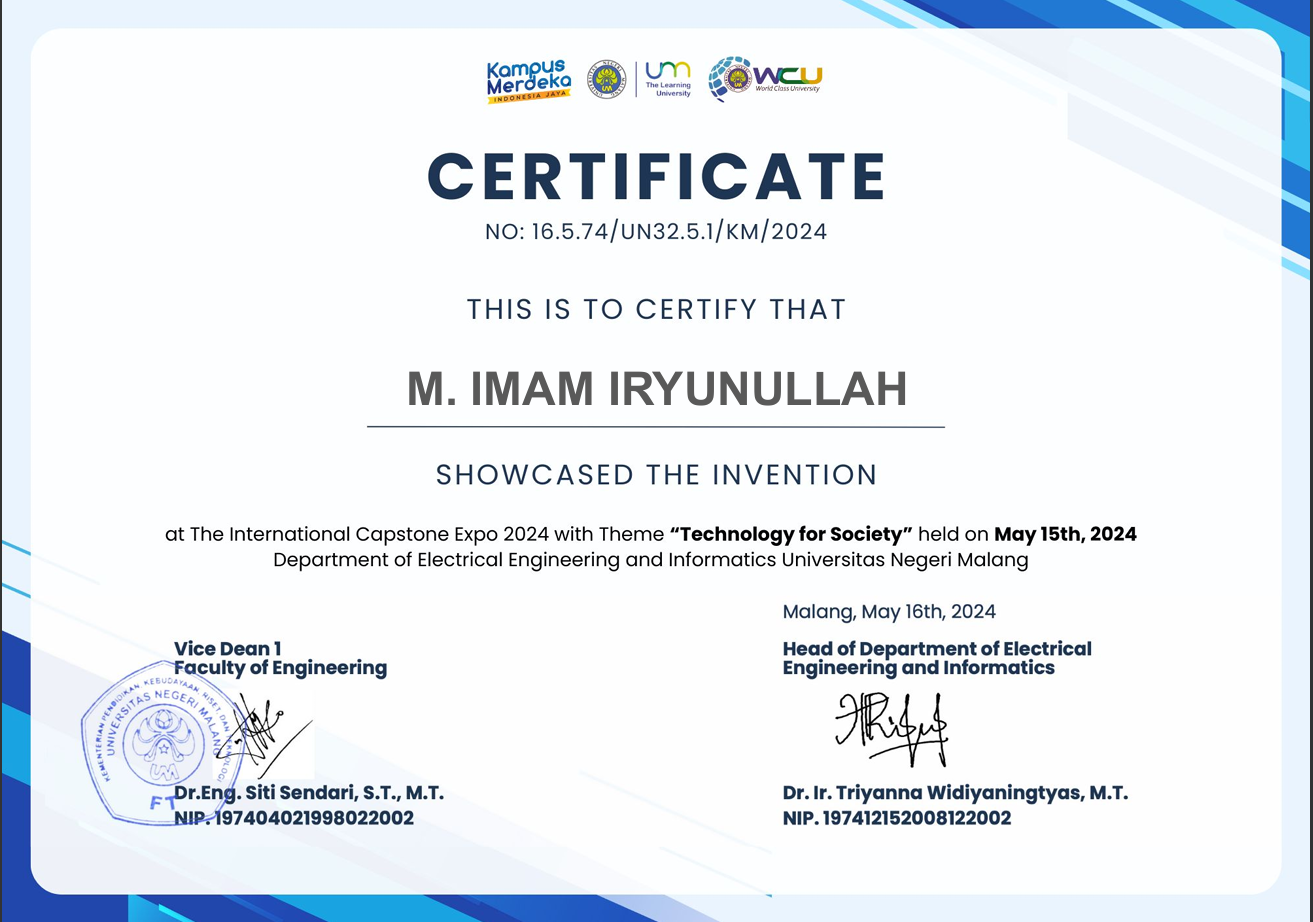 Kampus
Merdeka
INDONESIA JAYA
UNIVERSITAS NEGERI MALANG
um
The Learning
University
WCU
World Class University
CERTIFICATE
NO: 16.5.74/UN32.5.1/KM/2024
THIS IS TO CERTIFY THAT
M. IMAM IRYUNULLAH
SHOWCASED THE INVENTION
at The International Capstone Expo 2024 with Theme “Technology for Society” held on May 15th, 2024
Department of Electrical Engineering and Informatics Universitas Negeri Malang
Malang, May 16th, 2024
Vice Dean 1
Faculty of Engineering
Head of Department of Electrical
Engineering and Informatics
KEMENTERIAN PENDIDIKAN, KEBUDAYAAN, RISET, DAN TEKNOLOGI
UNIVERSITAS NEGERI MALANG
UM
FT
Dr.Eng. Siti Sendari, S.T., M.T.
NIP. 197404021998022002
Dr. Ir. Triyanna Widiyaningtyas, M.T.
NIP. 197412152008122002